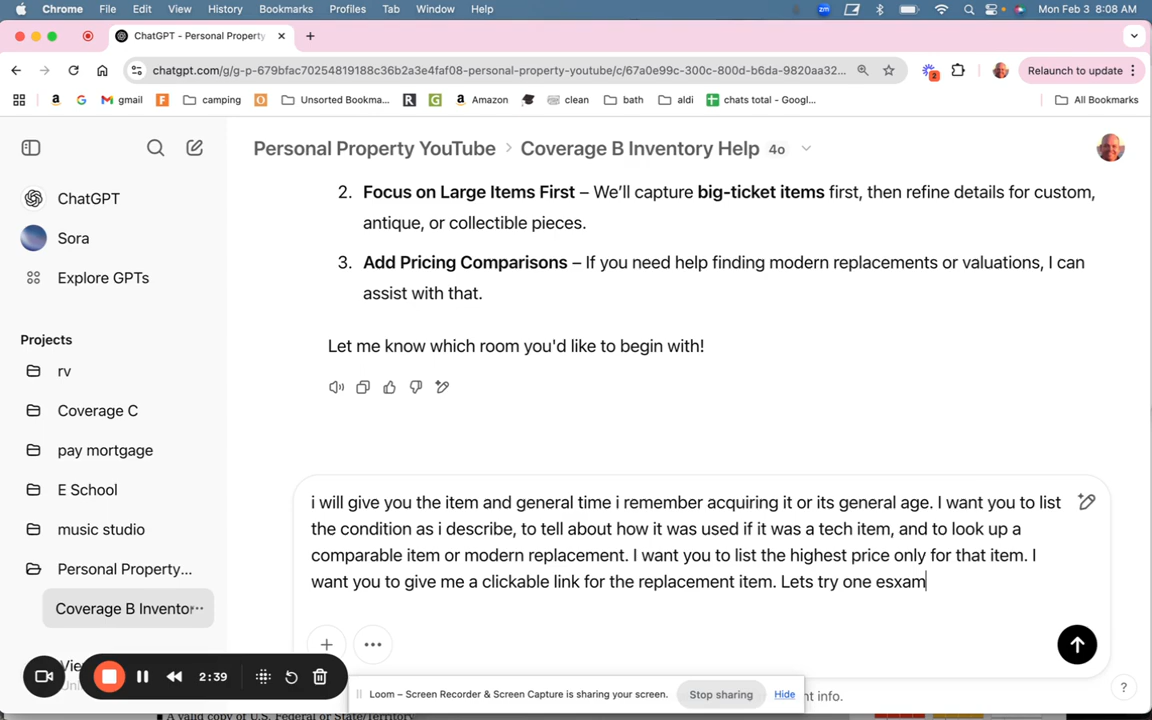 Chrome File Edit View History Bookmarks Profiles Tab Window Help zm Mon Feb 3 8:08 AM
ChatGPT - Personal Property
chatgpt.com/g/g-p-679bfac70254819188c36b2a3e4faf08-personal-property-youtube/c/67a0e99c-300c-800d-b6da-9820aa32... 2 Relaunch to update
gmail camping Unsorted Bookma... Amazon clean bath aldi chats total - Googl... All Bookmarks
Personal Property YouTube > Coverage B Inventory Help 4o
ChatGPT
Sora
Explore GPTs
Projects
rv
Coverage C
pay mortgage
E School
music studio
Personal Property...
Coverage B Inventor...
2. Focus on Large Items First – We'll capture big-ticket items first, then refine details for custom,
antique, or collectible pieces.
3. Add Pricing Comparisons – If you need help finding modern replacements or valuations, I can
assist with that.
Let me know which room you'd like to begin with!
i will give you the item and general time i remember acquiring it or its general age. I want you to list
the condition as i describe, to tell about how it was used if it was a tech item, and to look up a
comparable item or modern replacement. I want you to list the highest price only for that item. I
want you to give me a clickable link for the replacement item. Lets try one esxam
2:39
Loom – Screen Recorder & Screen Capture is sharing your screen. Stop sharing Hide
nt info.
?
A valid copy of U.S. Federal or State/Territory